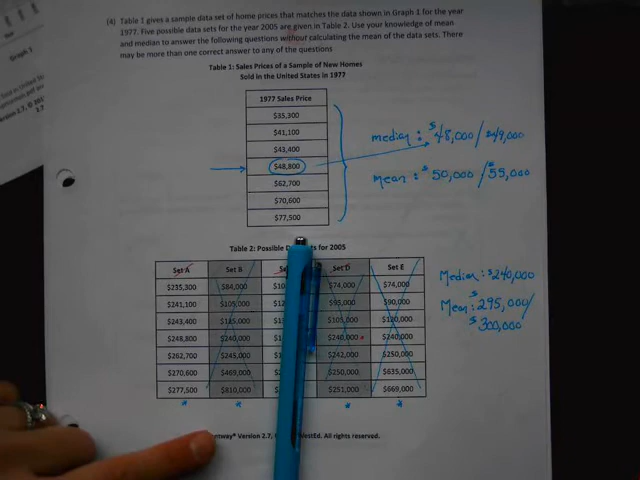 (4) Table 1 gives a sample data set of home prices that matches the data shown in Graph 1 for the year
1977. Five possible data sets for the year 2005 are given in Table 2. Use your knowledge of mean
and median to answer the following questions without calculating the mean of the data sets. There
may be more than one correct answer to any of the questions
Graph 1
Table 1: Sales Prices of a Sample of New Homes
Sold in the United States in 1977
1977 Sales Price
$35,300
$41,100
$43,400
$48,800
$62,700
$70,600
$77,500
median: $48,000/
Mean: $50,000/$55,000
Table 2: Possible for 2005
Set A Set B Set D Set E
$235,300 $84,000 $74,000 $74,000
$241,100 $105,000 $95,000 $90,000
$243,400 $105,000 $120,000
$248,800 $240,000 $240,000 $240,000
$262,700 $245,000 $242,000 $250,000
$270,600 $469,000 $250,000 $635,000
$277,500 $810,000 $251,000 $669,000
Median: $240,000
Mean: $295,000/
$300,000
Version 2.7, WestEd. All rights reserved.